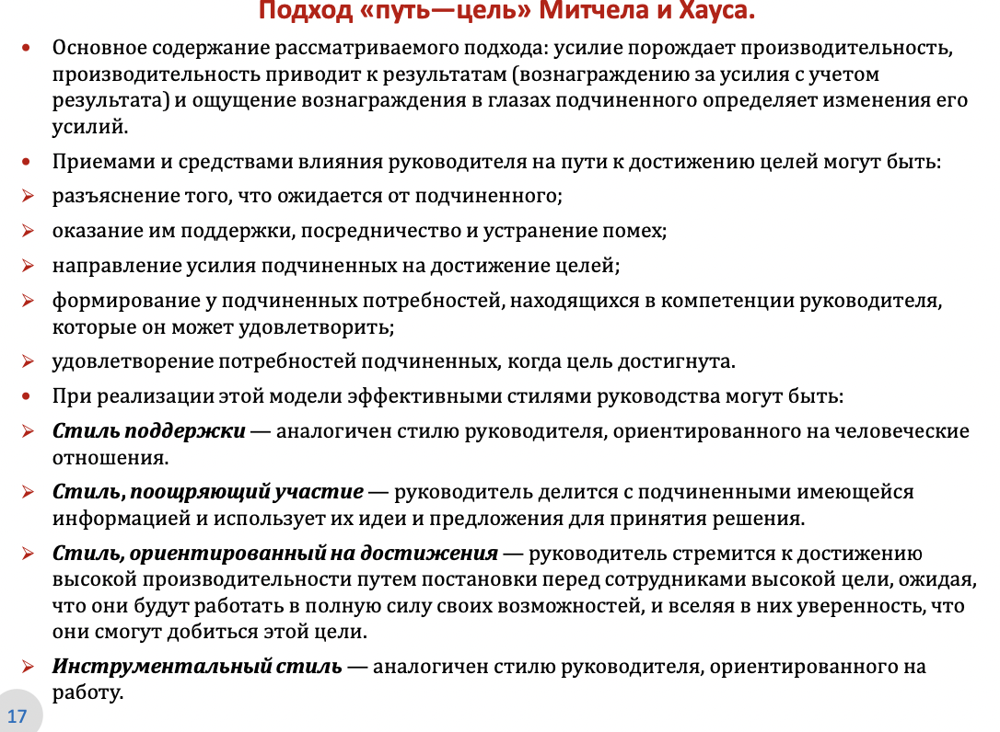 Подход «путь—цель» Митчела и Хауса.
• Основное содержание рассматриваемого подхода: усилие порождает производительность,
производительность приводит к результатам (вознаграждению за усилия с учетом
результата) и ощущение вознаграждения в глазах подчиненного определяет изменения его
усилий.
• Приемами и средствами влияния руководителя на пути к достижению целей могут быть:
➢ разъяснение того, что ожидается от подчиненного;
➢ оказание им поддержки, посредничество и устранение помех;
➢ направление усилия подчиненных на достижение целей;
➢ формирование у подчиненных потребностей, находящихся в компетенции руководителя,
которые он может удовлетворить;
➢ удовлетворение потребностей подчиненных, когда цель достигнута.
• При реализации этой модели эффективными стилями руководства могут быть:
➢ Стиль поддержки — аналогичен стилю руководителя, ориентированного на человеческие
отношения.
➢ Стиль, поощряющий участие — руководитель делится с подчиненными имеющейся
информацией и использует их идеи и предложения для принятия решения.
➢ Стиль, ориентированный на достижения — руководитель стремится к достижению
высокой производительности путем постановки перед сотрудниками высокой цели, ожидая,
что они будут работать в полную силу своих возможностей, и вселяя в них уверенность, что
они смогут добиться этой цели.
➢ Инструментальный стиль — аналогичен стилю руководителя, ориентированного на
работу.
17